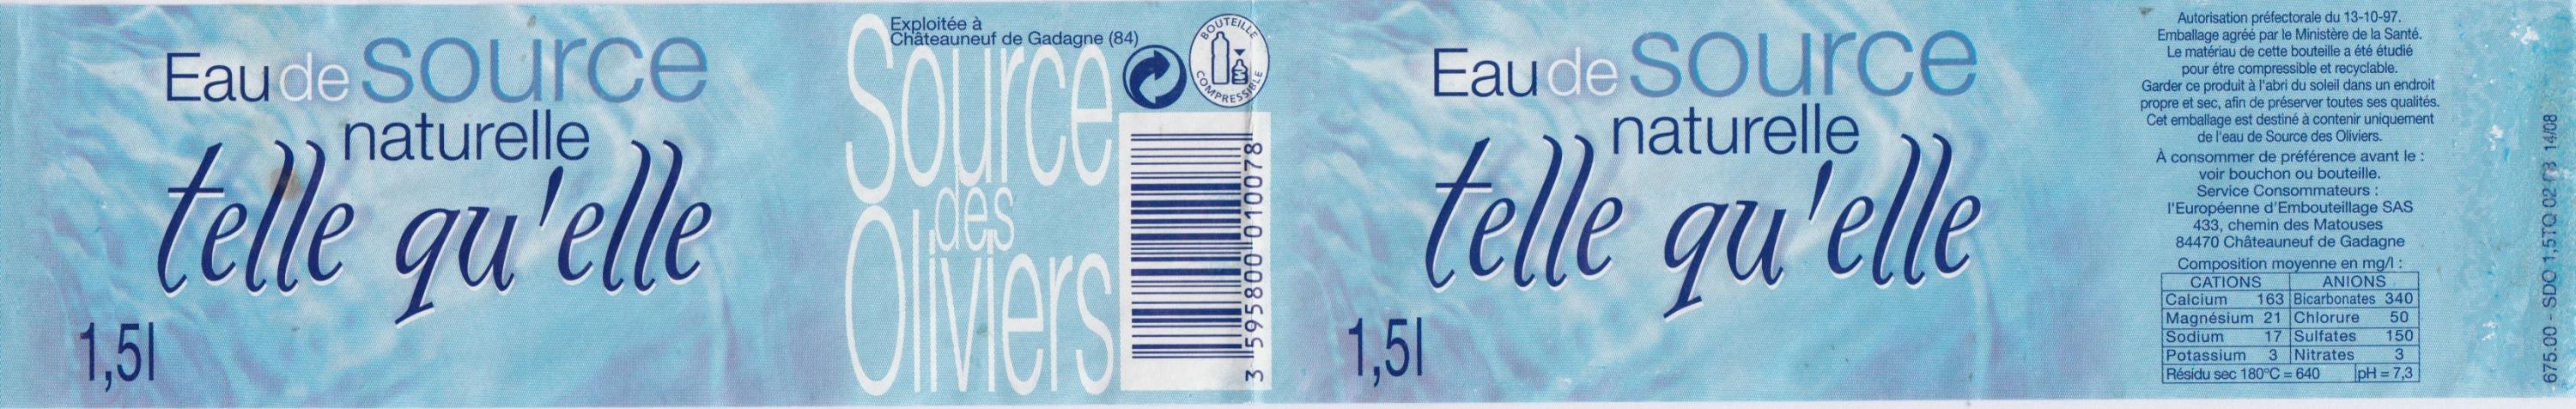 Eau de source
naturelle
telle qu'elle
1,5l
Exploitée à
Châteauneuf de Gadagne (84)
Source
des
Oliviers
BOUTEILLE
COMPRESSIBLE
3 595800 010078
Eau de source
naturelle
telle qu'elle
1,5l
Autorisation préfectorale du 13-10-97.
Emballage agréé par le Ministère de la Santé.
Le matériau de cette bouteille a été étudié
pour être compressible et recyclable.
Garder ce produit à l'abri du soleil dans un endroit
propre et sec, afin de préserver toutes ses qualités.
Cet emballage est destiné à contenir uniquement
de l'eau de Source des Oliviers.
À consommer de préférence avant le :
voir bouchon ou bouteille.
Service Consommateurs :
l'Européenne d'Embouteillage SAS
433, chemin des Matouses
84470 Châteauneuf de Gadagne
Composition moyenne en mg/l :
CATIONS ANIONS
Calcium 163 Bicarbonates 340
Magnésium 21 Chlorure 50
Sodium 17 Sulfates 150
Potassium 3 Nitrates 3
Résidu sec 180°C = 640 pH = 7,3
675.00 - SDO 1,5TQ 14/08